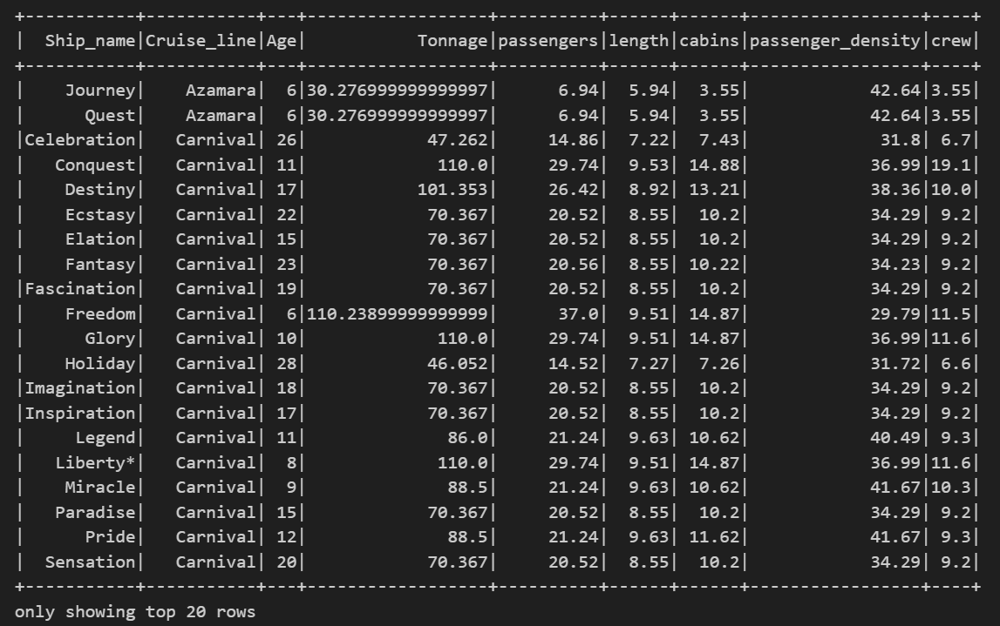 +-----------+-----------+---+------------------+----------+------+------+-----------------+----+
|  Ship_name|Cruise_line|Age|           Tonnage|passengers|length|cabins|passenger_density|crew|
+-----------+-----------+---+------------------+----------+------+------+-----------------+----+
|    Journey|    Azamara|  6|30.276999999999997|      6.94|  5.94|  3.55|            42.64|3.55|
|      Quest|    Azamara|  6|30.276999999999997|      6.94|  5.94|  3.55|            42.64|3.55|
|Celebration|   Carnival| 26|            47.262|     14.86|  7.22|  7.43|             31.8| 6.7|
|   Conquest|   Carnival| 11|             110.0|     29.74|  9.53| 14.88|            36.99|19.1|
|    Destiny|   Carnival| 17|           101.353|     26.42|  8.92| 13.21|            38.36|10.0|
|    Ecstasy|   Carnival| 22|            70.367|     20.52|  8.55|  10.2|            34.29| 9.2|
|    Elation|   Carnival| 15|            70.367|     20.52|  8.55|  10.2|            34.29| 9.2|
|    Fantasy|   Carnival| 23|            70.367|     20.56|  8.55| 10.22|            34.23| 9.2|
|Fascination|   Carnival| 19|            70.367|     20.52|  8.55|  10.2|            34.29| 9.2|
|    Freedom|   Carnival|  6|110.23899999999999|      37.0|  9.51| 14.87|            29.79|11.5|
|      Glory|   Carnival| 10|             110.0|     29.74|  9.51| 14.87|            36.99|11.6|
|    Holiday|   Carnival| 28|            46.052|     14.52|  7.27|  7.26|            31.72| 6.6|
|Imagination|   Carnival| 18|            70.367|     20.52|  8.55|  10.2|            34.29| 9.2|
|Inspiration|   Carnival| 17|            70.367|     20.52|  8.55|  10.2|            34.29| 9.2|
|     Legend|   Carnival| 11|              86.0|     21.24|  9.63| 10.62|            40.49| 9.3|
|   Liberty*|   Carnival|  8|             110.0|     29.74|  9.51| 14.87|            36.99|11.6|
|    Miracle|   Carnival|  9|              88.5|     21.24|  9.63| 10.62|            41.67|10.3|
|   Paradise|   Carnival| 15|            70.367|     20.52|  8.55|  10.2|            34.29| 9.2|
|      Pride|   Carnival| 12|              88.5|     21.24|  9.63| 11.62|            41.67| 9.3|
|  Sensation|   Carnival| 20|            70.367|     20.52|  8.55|  10.2|            34.29| 9.2|
+-----------+-----------+---+------------------+----------+------+------+-----------------+----+
only showing top 20 rows